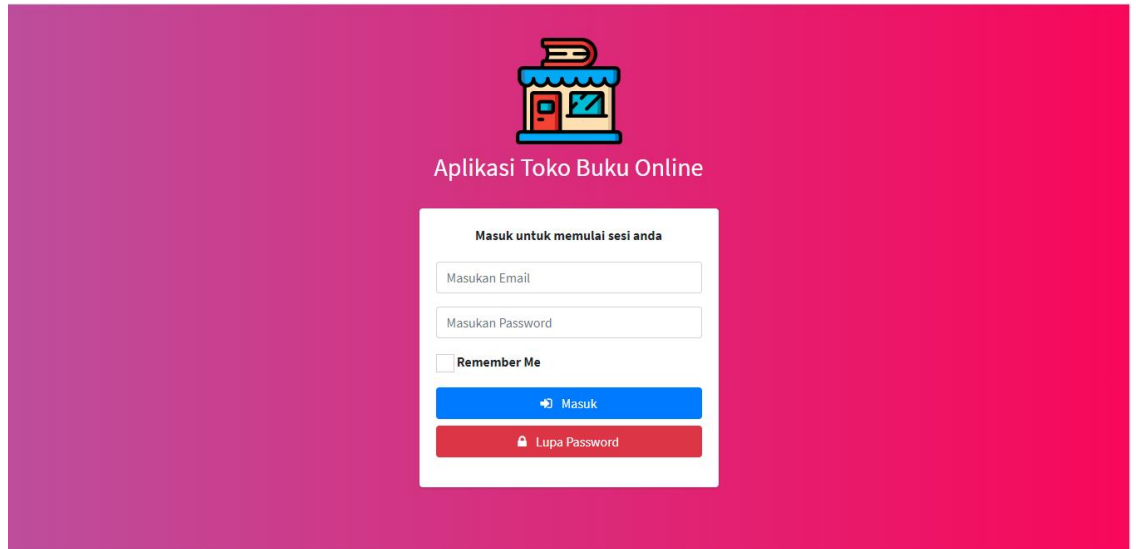 Aplikasi Toko Buku Online
Masuk untuk memulai sesi anda
Masukan Email
Masukan Password
Remember Me
Masuk
Lupa Password